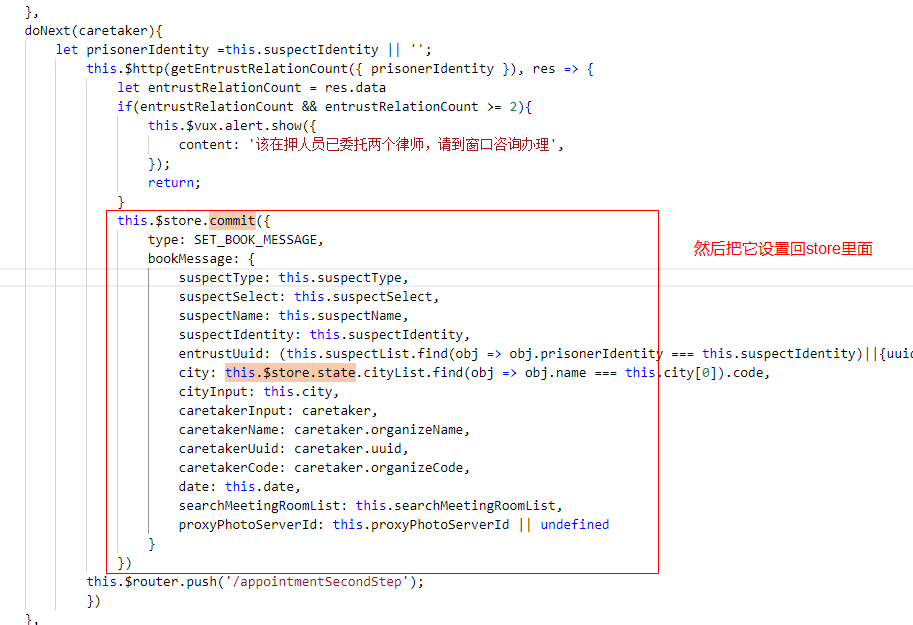 },
doNext(caretaker){
let prisonerIdentity =this.suspectIdentity || '';
this.$http(getEntrustRelationCount({ prisonerIdentity }), res => {
let entrustRelationCount = res.data
if(entrustRelationCount && entrustRelationCount >= 2){
this.$vux.alert.show({
content: '该在押人员已委托两个律师，请到窗口咨询办理',
});
return;
}
this.$store.commit({
type: SET_BOOK_MESSAGE,
然后把它设置回store里面
bookMessage: {
suspectType: this.suspectType,
suspectSelect: this.suspectSelect,
suspectName: this.suspectName,
suspectIdentity: this.suspectIdentity,
entrustUuid: (this.suspectList.find(obj => obj.prisonerIdentity === this.suspectIdentity)||{uuid
city: this.$store.state.cityList.find(obj => obj.name === this.city[0]).code,
cityInput: this.city,
caretakerInput: caretaker,
caretakerName: caretaker.organizeName,
caretakerUuid: caretaker.uuid,
caretakerCode: caretaker.organizeCode,
date: this.date,
searchMeetingRoomList: this.searchMeetingRoomList,
proxyPhotoServerId: this.proxyPhotoServerId || undefined
}
})
this.$router.push('/appointmentSecondStep');
})
},